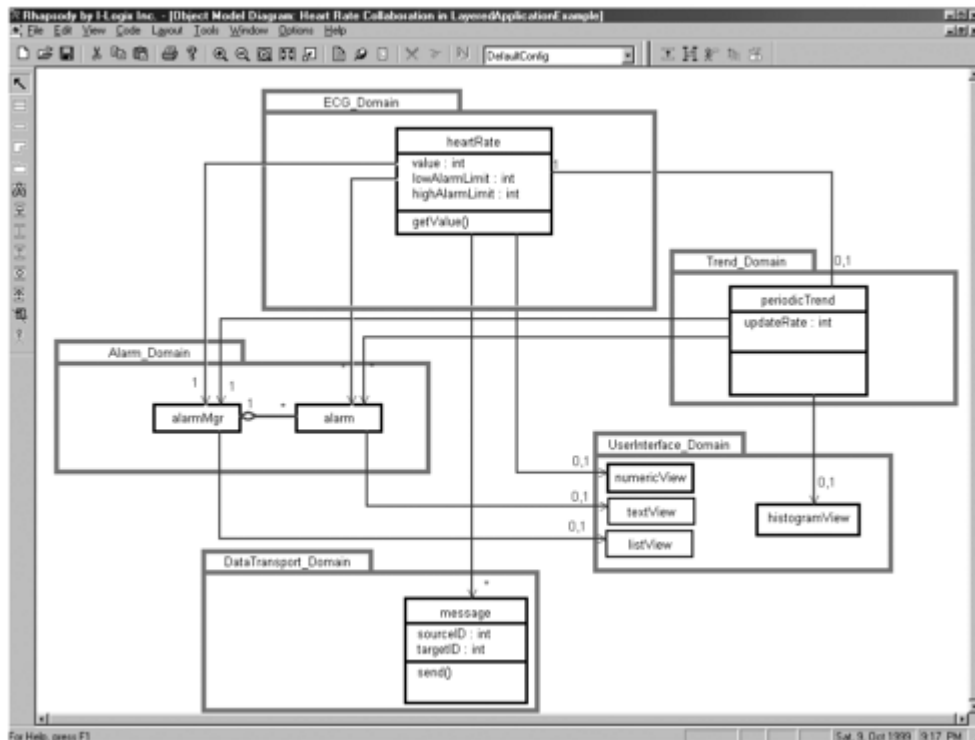 Rhapsody by I-Logix Inc. - [Object Model Diagram: Heart Rate Collaboration in LayeredApplicationExample]
File Edit View Code Layout Tools Window Options Help
DefaultConfig
ECG_Domain
heartRate
value : int
lowAlarmLimit : int
highAlarmLimit : int
getValue()
1
Trend_Domain
0,1
periodicTrend
updateRate : int
Alarm_Domain
1
1
*
*
alarmMgr
1
*
alarm
UserInterface_Domain
0,1
numericView
0,1
textView
0,1
listView
0,1
histogramView
DataTransport_Domain
*
message
sourceID : int
targetID : int
send()
For Help, press F1
Sat, 9, Oct 1999 9:17 PM